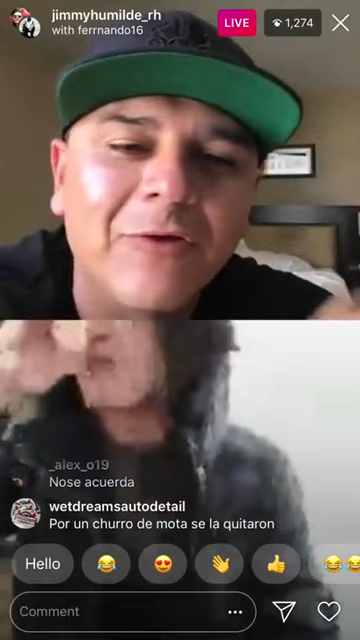 jimmyhumilde_rh
LIVE
1,274
with ferrnando16
_alex_o19
Nose acuerda
wetdreamsautodetail
Por un churro de mota se la quitaron
Hello
Comment